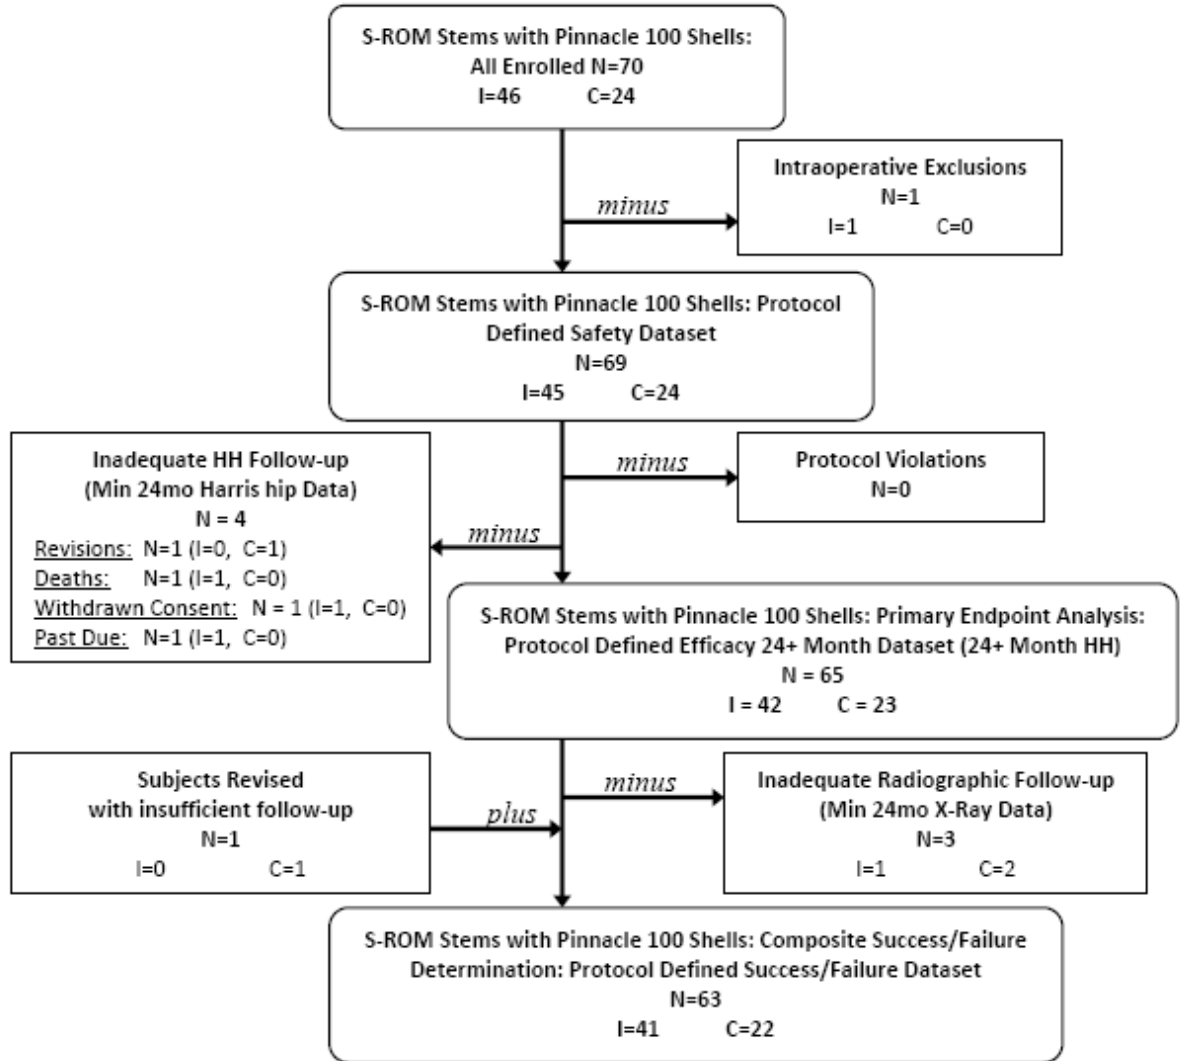 S-ROM Stems with Pinnacle 100 Shells:
All Enrolled N=70
I=46 C=24
Intraoperative Exclusions
N=1
I=1 C=0
minus
S-ROM Stems with Pinnacle 100 Shells: Protocol
Defined Safety Dataset
N=69
I=45 C=24
Inadequate HH Follow-up
(Min 24mo Harris hip Data)
N = 4
Revisions: N=1 (I=0, C=1)
Deaths: N=1 (I=1, C=0)
Withdrawn Consent: N = 1 (I=1, C=0)
Past Due: N=1 (I=1, C=0)
minus
minus
Protocol Violations
N=0
S-ROM Stems with Pinnacle 100 Shells: Primary Endpoint Analysis:
Protocol Defined Efficacy 24+ Month Dataset (24+ Month HH)
N = 65
I = 42 C = 23
Subjects Revised
with insufficient follow-up
N=1
I=0 C=1
plus
minus
Inadequate Radiographic Follow-up
(Min 24mo X-Ray Data)
N=3
I=1 C=2
S-ROM Stems with Pinnacle 100 Shells: Composite Success/Failure
Determination: Protocol Defined Success/Failure Dataset
N=63
I=41 C=22